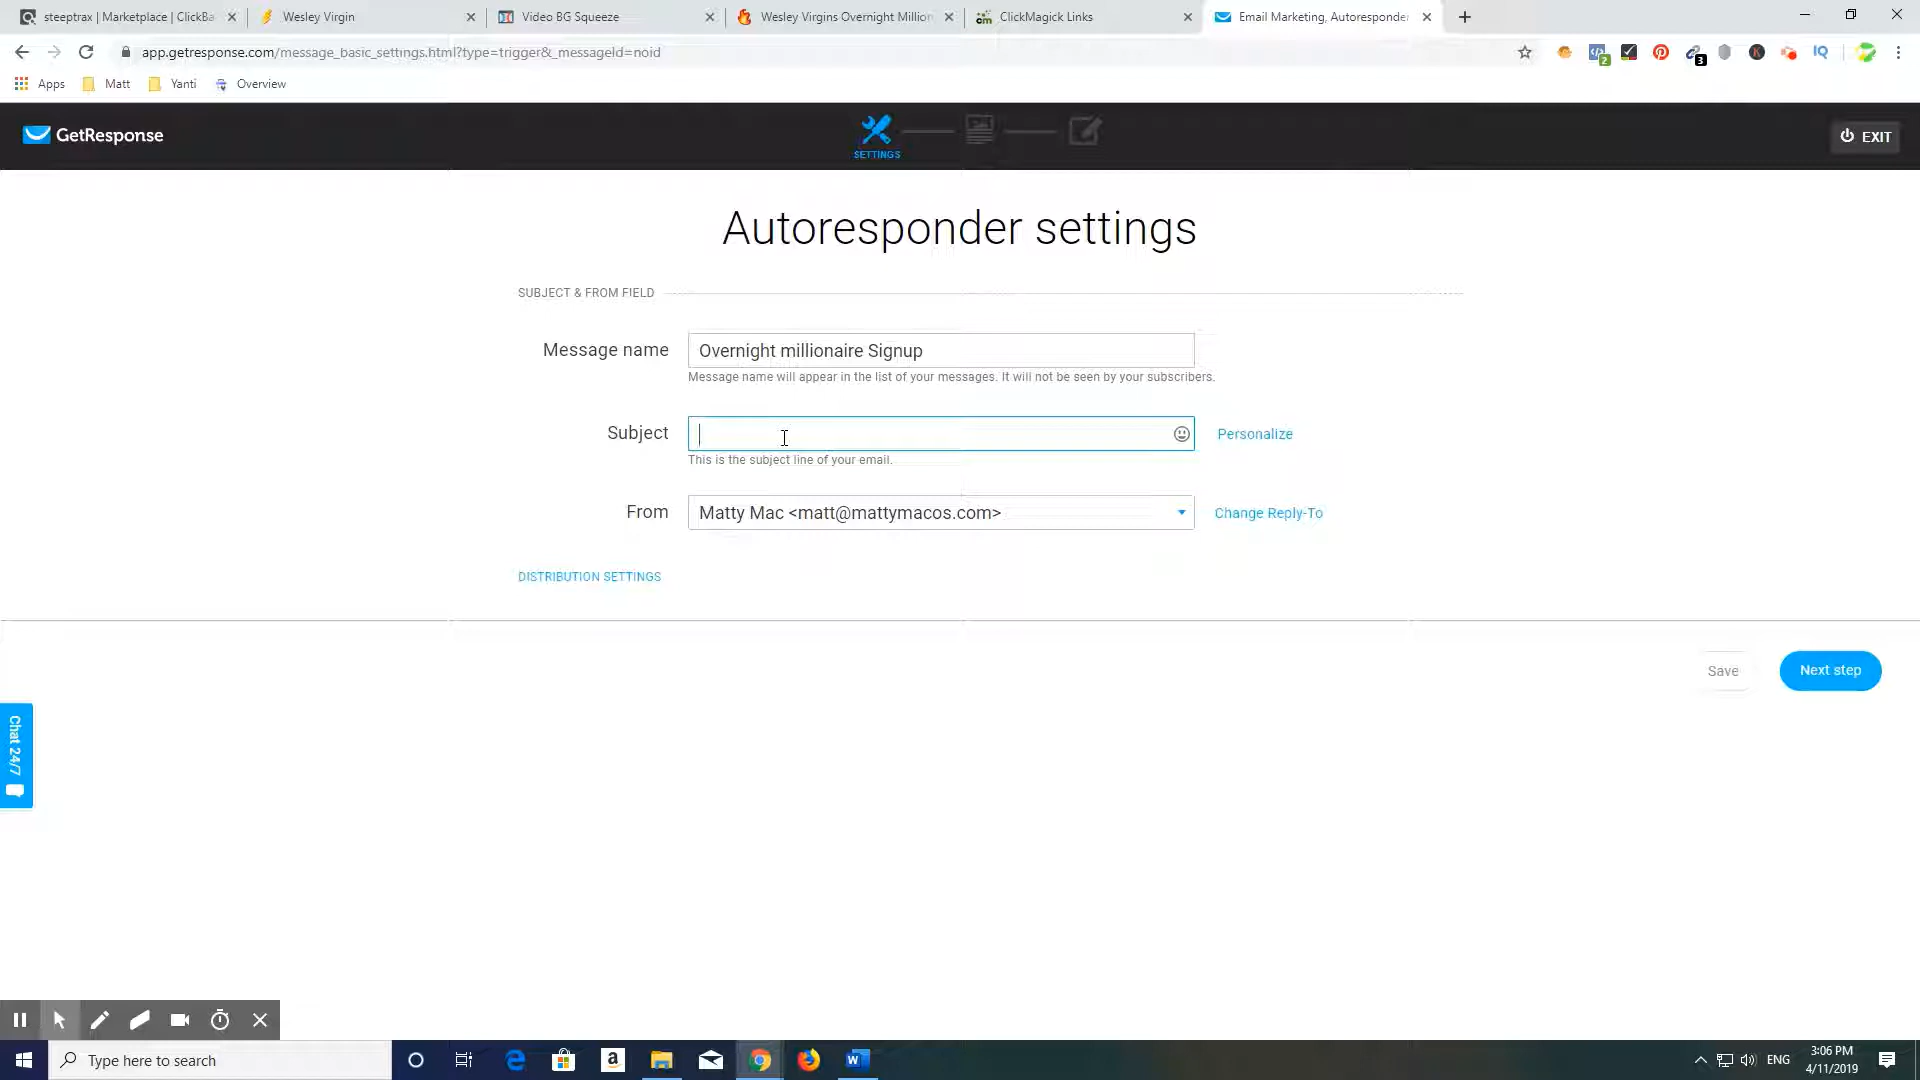 steeptrax | Marketplace | ClickBa
Wesley Virgin
Video BG Squeeze
Wesley Virgins Overnight Million
ClickMagick Links
Email Marketing, Autoresponder
app.getresponse.com/message_basic_settings.html?type=trigger&_messageId=noid
2
3
K
IQ
Apps
Matt
Yanti
Overview
GetResponse
SETTINGS
EXIT
Autoresponder settings
SUBJECT & FROM FIELD
Message name
Overnight millionaire Signup
Message name will appear in the list of your messages. It will not be seen by your subscribers.
Subject
Personalize
This is the subject line of your email.
From
Matty Mac <matt@mattymacos.com>
Change Reply-To
DISTRIBUTION SETTINGS
Save
Next step
Chat 24/7
Type here to search
ENG
3:06 PM
4/11/2019